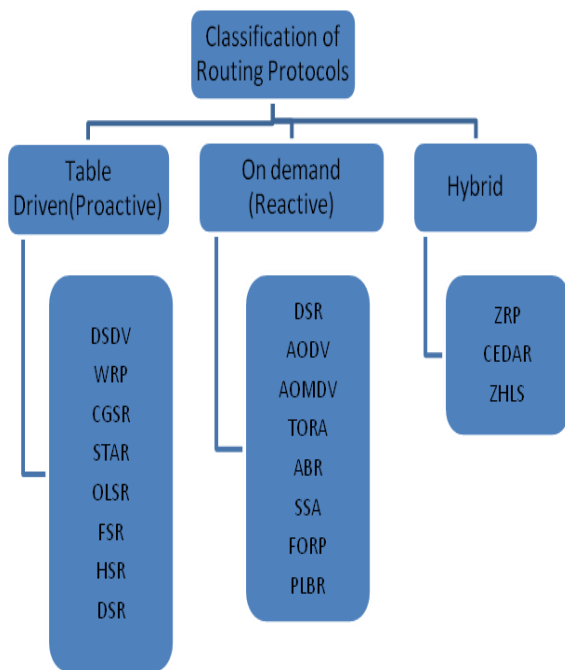 Classification of
Routing Protocols
Table
Driven(Proactive)
On demand
(Reactive)
Hybrid
DSDV
WRP
CGSR
STAR
OLSR
FSR
HSR
DSR
DSR
AODV
AOMDV
TORA
ABR
SSA
FORP
PLBR
ZRP
CEDAR
ZHLS